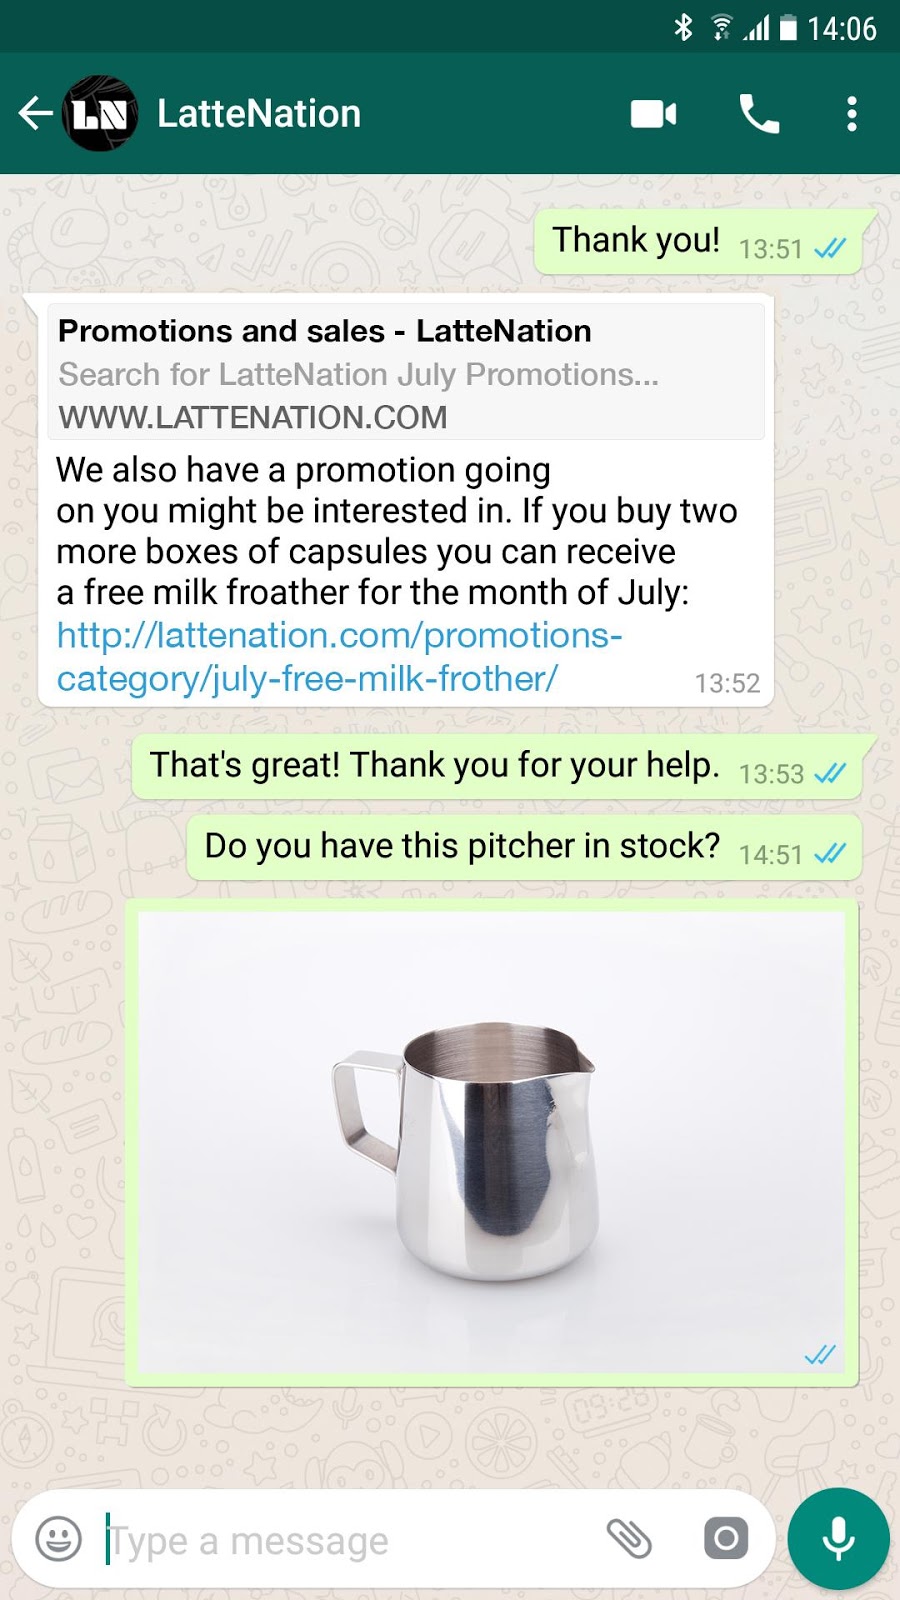 14:06
LN LatteNation
Thank you! 13:51
Promotions and sales - LatteNation
Search for LatteNation July Promotions...
WWW.LATTENATION.COM
We also have a promotion going
on you might be interested in. If you buy two
more boxes of capsules you can receive
a free milk froather for the month of July:
http://lattenation.com/promotions-
category/july-free-milk-frother/ 13:52
That's great! Thank you for your help. 13:53
Do you have this pitcher in stock? 14:51
09:28
Type a message